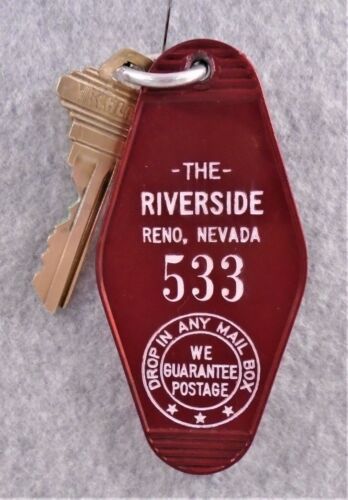 -THE-
RIVERSIDE
RENO, NEVADA
533
DROP IN ANY MAIL BOX
WE
GUARANTEE
POSTAGE